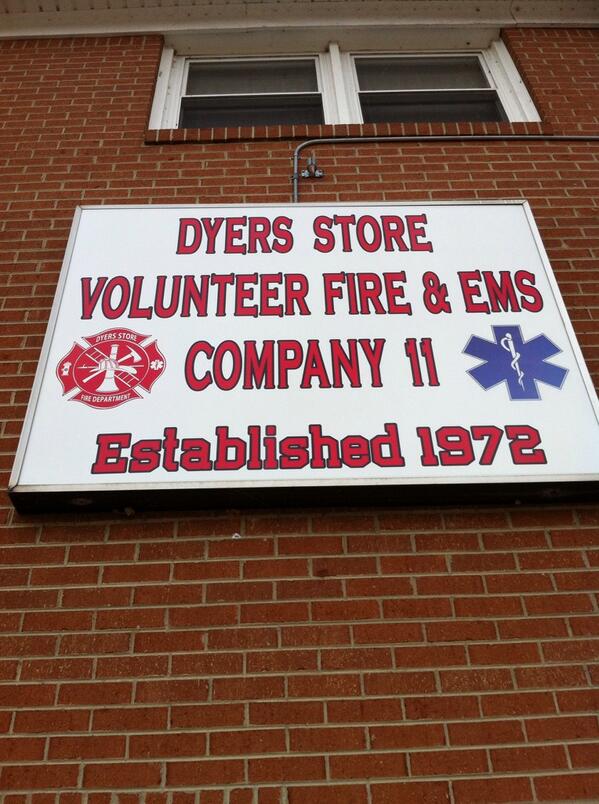 DYERS STORE
VOLUNTEER FIRE & EMS
COMPANY 11
DYERS STORE
FIRE DEPARTMENT
Established 1972